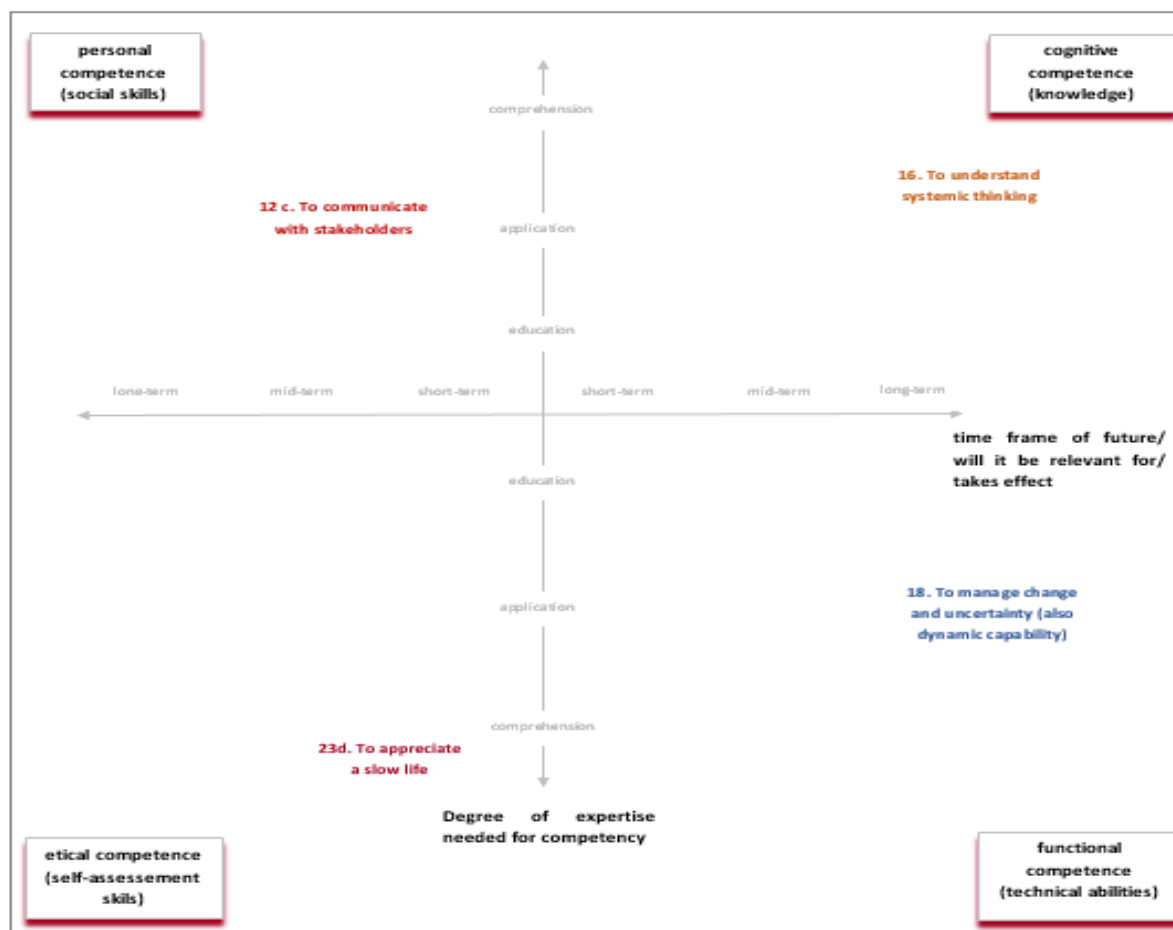 personal
competence
(social skills)
cognitive
competence
(knowledge)
comprehension
16. To understand
systemic thinking
12 c. To communicate
with stakeholders
application
education
long-term
mid-term
short-term
short-term
mid-term
long-term
time frame of future/
will it be relevant for/
takes effect
education
18. To manage change
and uncertainty (also
dynamic capability)
application
comprehension
23d. To appreciate
a slow life
Degree of expertise
needed for competency
etical competence
(self-assessement
skils)
functional
competence
(technical abilities)